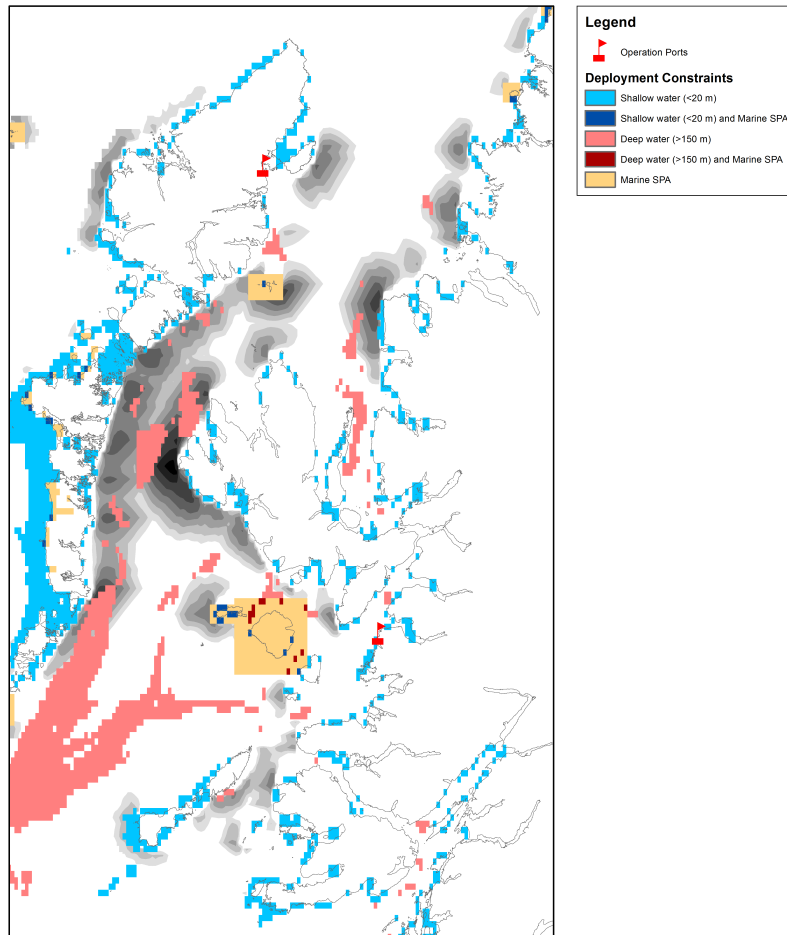 Legend
Operation Ports
Deployment Constraints
Shallow water (<20 m)
Shallow water (<20 m) and Marine SPA
Deep water (>150 m)
Deep water (>150 m) and Marine SPA
Marine SPA